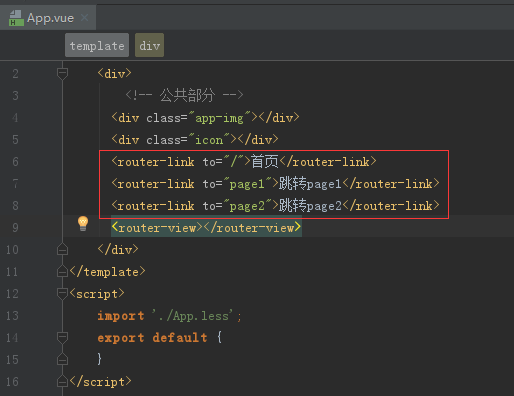 App.vue
template div
2 <div>
3 <!-- 公共部分 -->
4 <div class="app-img"></div>
5 <div class="icon"></div>
6 <router-link to="/">首页</router-link>
7 <router-link to="page1">跳转page1</router-link>
8 <router-link to="page2">跳转page2</router-link>
9 <router-view></router-view>
10 </div>
11 </template>
12 <script>
13 import './App.less';
14 export default {
15 }
16 </script>